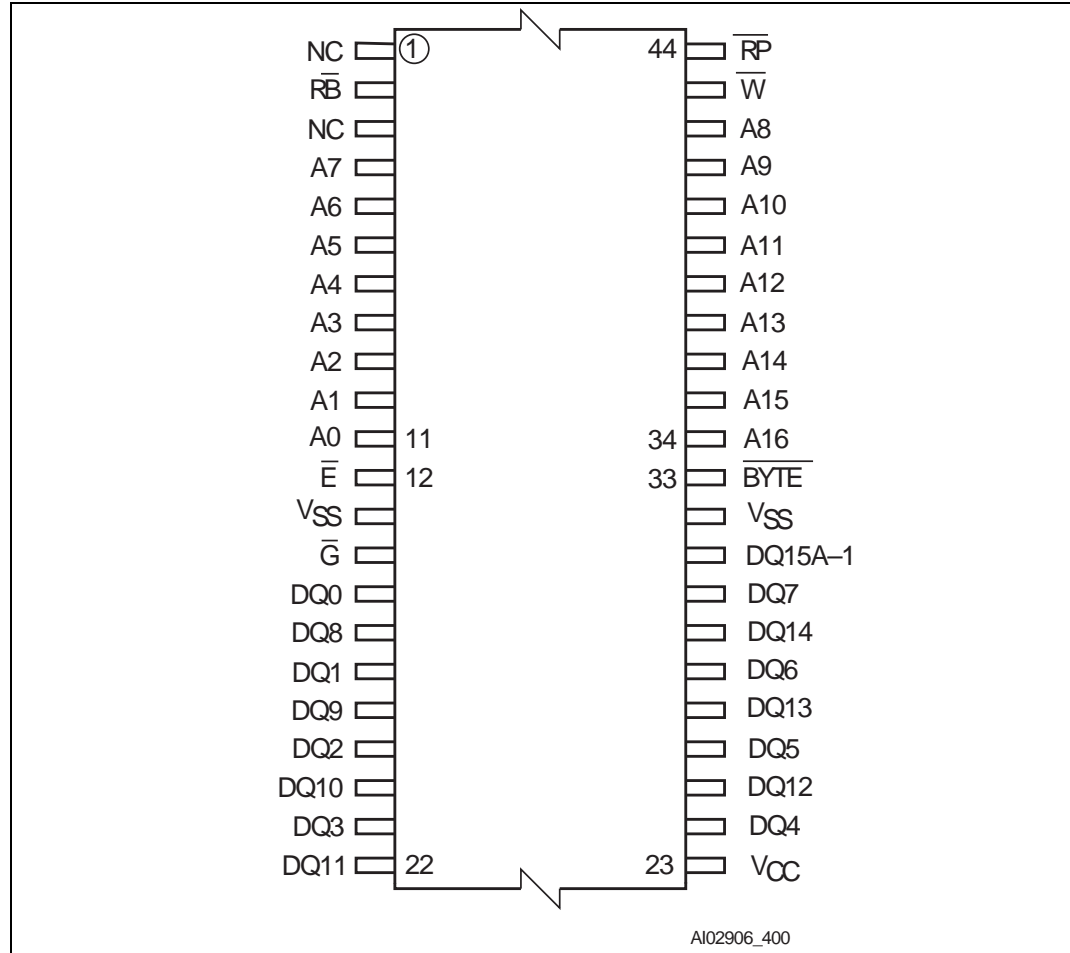 NC ① 44 R̅P̅
RB̅ W̅
NC A8
A7 A9
A6 A10
A5 A11
A4 A12
A3 A13
A2 A14
A1 A15
A0 11 34 A16
E̅ 12 33 B̅Y̅T̅E̅
VSS VSS
G̅ DQ15A–1
DQ0 DQ7
DQ8 DQ14
DQ1 DQ6
DQ9 DQ13
DQ2 DQ5
DQ10 DQ12
DQ3 DQ4
DQ11 22 23 VCC
AI02906_400